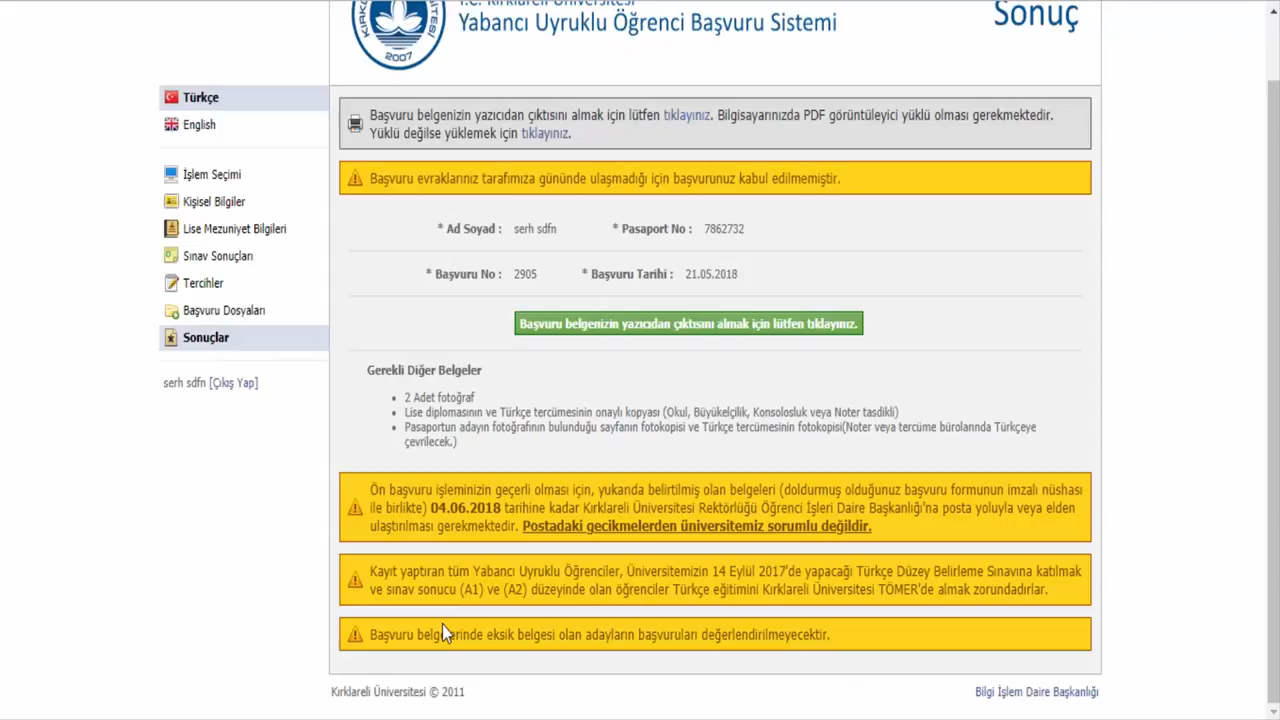 T.C. Kırklareli Üniversitesi
Yabancı Uyruklu Öğrenci Başvuru Sistemi
Sonuç
2007
Türkçe
English
İşlem Seçimi
Kişisel Bilgiler
Lise Mezuniyet Bilgileri
Sınav Sonuçları
Tercihler
Başvuru Dosyaları
Sonuçlar
serh sdfn [Çıkış Yap]
Başvuru belgenizin yazıcıdan çıktısını almak için lütfen tıklayınız. Bilgisayarınızda PDF görüntüleyici yüklü olması gerekmektedir.
Yüklü değilse yüklemek için tıklayınız.
Başvuru evraklarınız tarafımıza gününde ulaşmadığı için başvurunuz kabul edilmemiştir.
* Ad Soyad : serh sdfn * Pasaport No : 7862732
* Başvuru No : 2905 * Başvuru Tarihi : 21.05.2018
Başvuru belgenizin yazıcıdan çıktısını almak için lütfen tıklayınız.
Gerekli Diğer Belgeler
• 2 Adet fotoğraf
• Lise diplomasının ve Türkçe tercümesinin onaylı kopyası (Okul, Büyükelçilik, Konsolosluk veya Noter tasdikli)
• Pasaportun adayın fotoğrafının bulunduğu sayfanın fotokopisi ve Türkçe tercümesinin fotokopisi(Noter veya tercüme bürolarında Türkçeye
çevrilecek.)
Ön başvuru işleminizin geçerli olması için, yukarıda belirtilmiş olan belgeleri (doldurmuş olduğunuz başvuru formunun imzalı nüshası
ile birlikte) 04.06.2018 tarihine kadar Kırklareli Üniversitesi Rektörlüğü Öğrenci İşleri Daire Başkanlığı'na posta yoluyla veya elden
ulaştırılması gerekmektedir. Postadaki gecikmelerden üniversitemiz sorumlu değildir.
Kayıt yaptıran tüm Yabancı Uyruklu Öğrenciler, Üniversitemizin 14 Eylül 2017'de yapacağı Türkçe Düzey Belirleme Sınavına katılmak
ve sınav sonucu (A1) ve (A2) düzeyinde olan öğrenciler Türkçe eğitimini Kırklareli Üniversitesi TÖMER'de almak zorundadırlar.
Başvuru belgelerinde eksik belgesi olan adayların başvuruları değerlendirilmeyecektir.
Kırklareli Üniversitesi © 2011
Bilgi İşlem Daire Başkanlığı